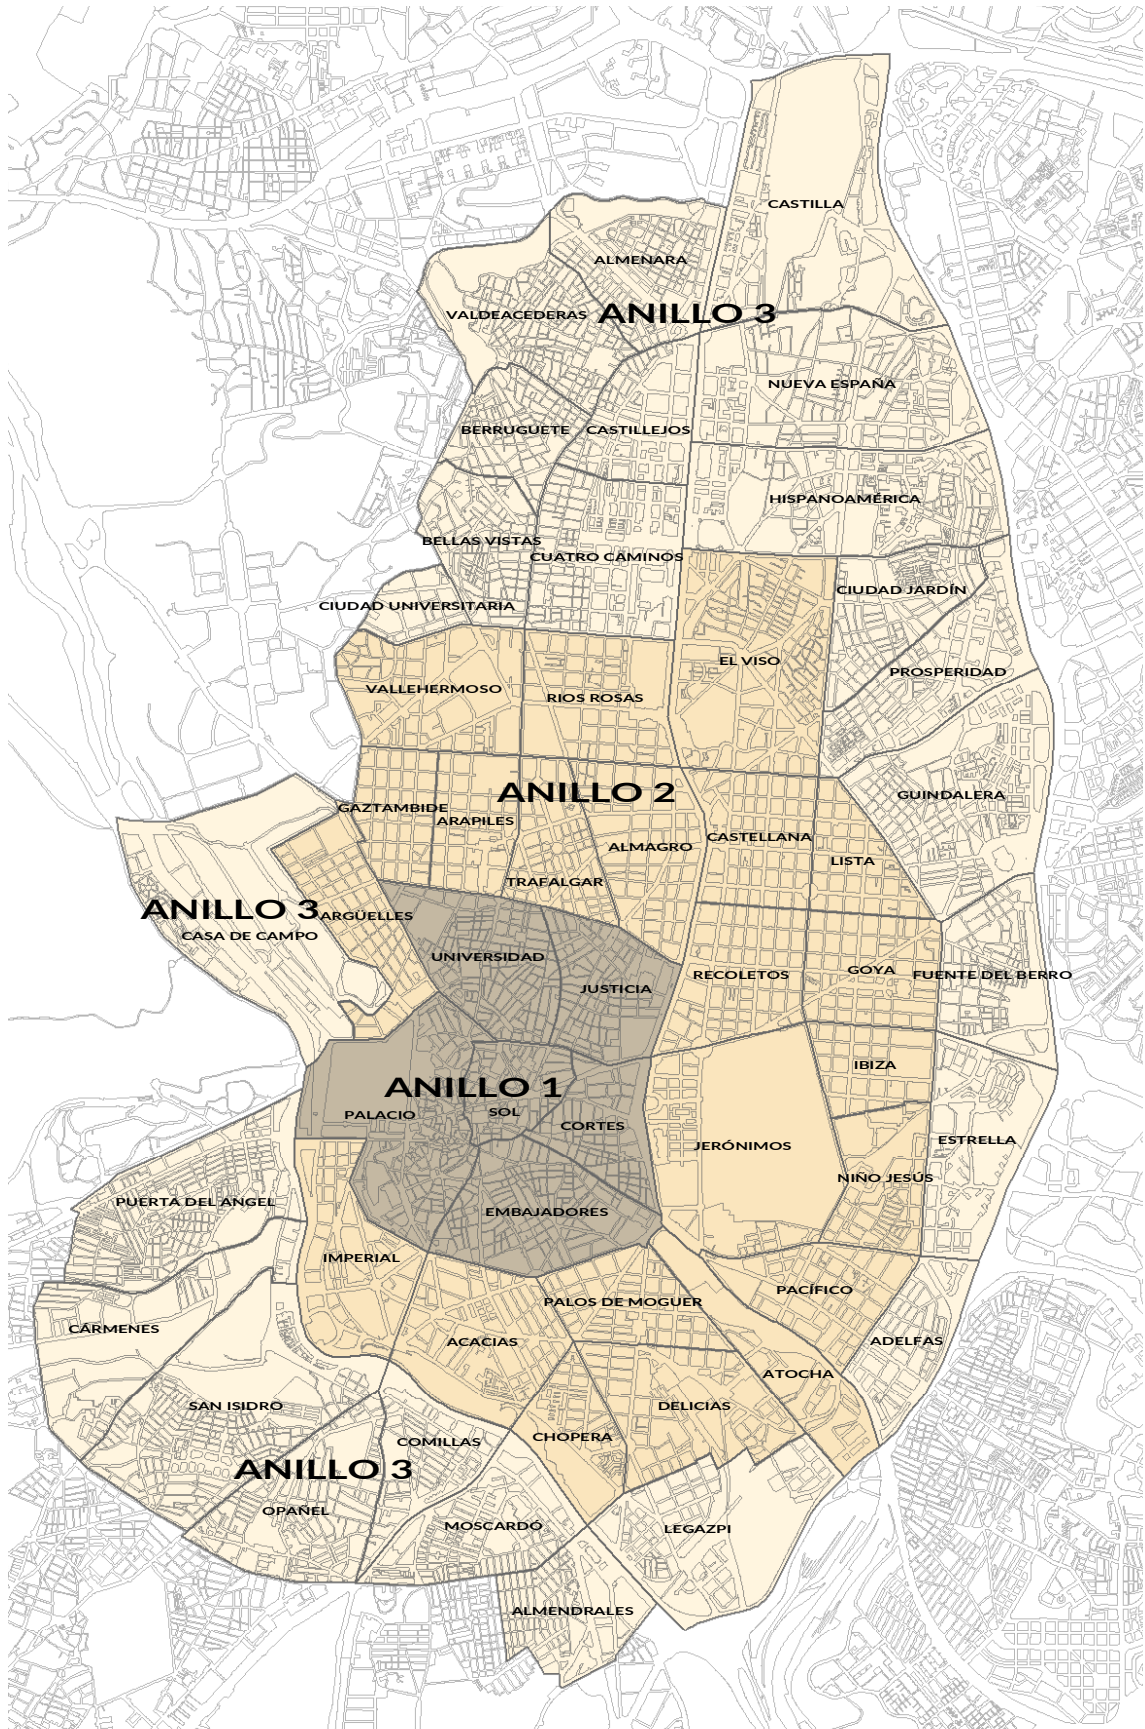 CASTILLA
ALMENARA
VALDEACEDERAS
ANILLO 3
NUEVA ESPAÑA
BERRUGUETE
CASTILLEJOS
HISPANOAMÉRICA
BELLAS VISTAS
CUATRO CAMINOS
CIUDAD JARDÍN
CIUDAD UNIVERSITARIA
EL VISO
PROSPERIDAD
VALLEHERMOSO
RIOS ROSAS
ANILLO 2
GUINDALERA
GAZTAMBIDE
ARAPILES
CASTELLANA
ALMAGRO
LISTA
TRAFALGAR
ANILLO 3
ARGÜELLES
CASA DE CAMPO
UNIVERSIDAD
JUSTICIA
RECOLETOS
GOYA
FUENTE DEL BERRO
IBIZA
ANILLO 1
PALACIO
SOL
CORTES
JERÓNIMOS
ESTRELLA
NIÑO JESÚS
PUERTA DEL ANGEL
EMBAJADORES
IMPERIAL
PACÍFICO
PALOS DE MOGUER
CÁRMENES
ACACIAS
ADELFAS
ATOCHA
SAN ISIDRO
DELICIAS
COMILLAS
CHOPERA
ANILLO 3
OPAÑEL
MOSCARDÓ
LEGAZPI
ALMENDRALES